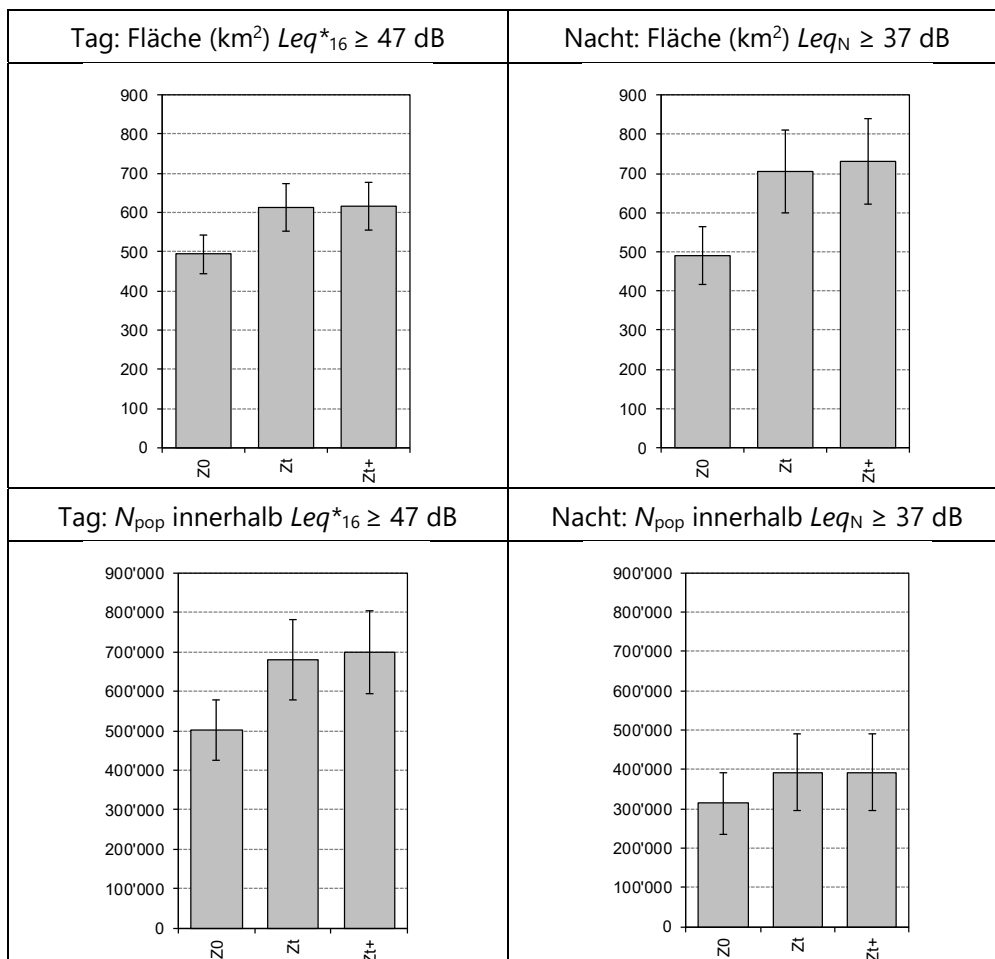 Tag: Fläche (km²) Leq*16 ≥ 47 dB
Nacht: Fläche (km²) LeqN ≥ 37 dB
900
800
700
600
500
400
300
200
100
0
Z0
Zt
Zt+
900
800
700
600
500
400
300
200
100
0
Z0
Zt
Zt+
Tag: Npop innerhalb Leq*16 ≥ 47 dB
Nacht: Npop innerhalb LeqN ≥ 37 dB
900'000
800'000
700'000
600'000
500'000
400'000
300'000
200'000
100'000
0
Z0
Zt
Zt+
900'000
800'000
700'000
600'000
500'000
400'000
300'000
200'000
100'000
0
Z0
Zt
Zt+